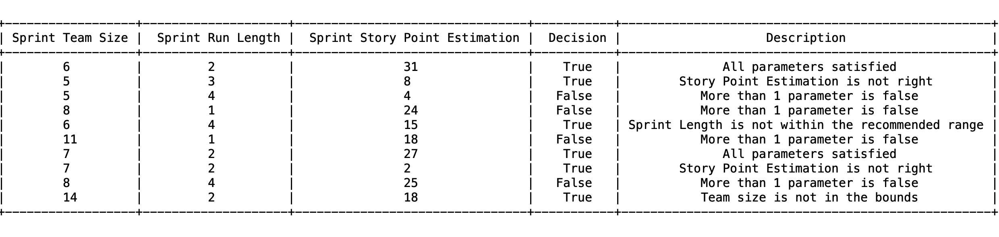 +------------------+--------------------+--------------------------------+-----------+---------------------------------------------------+
| Sprint Team Size |  Sprint Run Length |  Sprint Story Point Estimation |  Decision |                    Description                    |
+------------------+--------------------+--------------------------------+-----------+---------------------------------------------------+
|        6         |         2          |               31               |    True   |              All parameters satisfied             |
|        5         |         3          |               8                |    True   |        Story Point Estimation is not right        |
|        5         |         4          |               4                |   False   |           More than 1 parameter is false          |
|        8         |         1          |               24               |   False   |           More than 1 parameter is false          |
|        6         |         4          |               15               |    True   | Sprint Length is not within the recommended range |
|        11        |         1          |               18               |   False   |           More than 1 parameter is false          |
|        7         |         2          |               27               |    True   |              All parameters satisfied             |
|        7         |         2          |               2                |    True   |        Story Point Estimation is not right        |
|        8         |         4          |               25               |   False   |           More than 1 parameter is false          |
|        14        |         2          |               18               |    True   |           Team size is not in the bounds          |
+------------------+--------------------+--------------------------------+-----------+---------------------------------------------------+